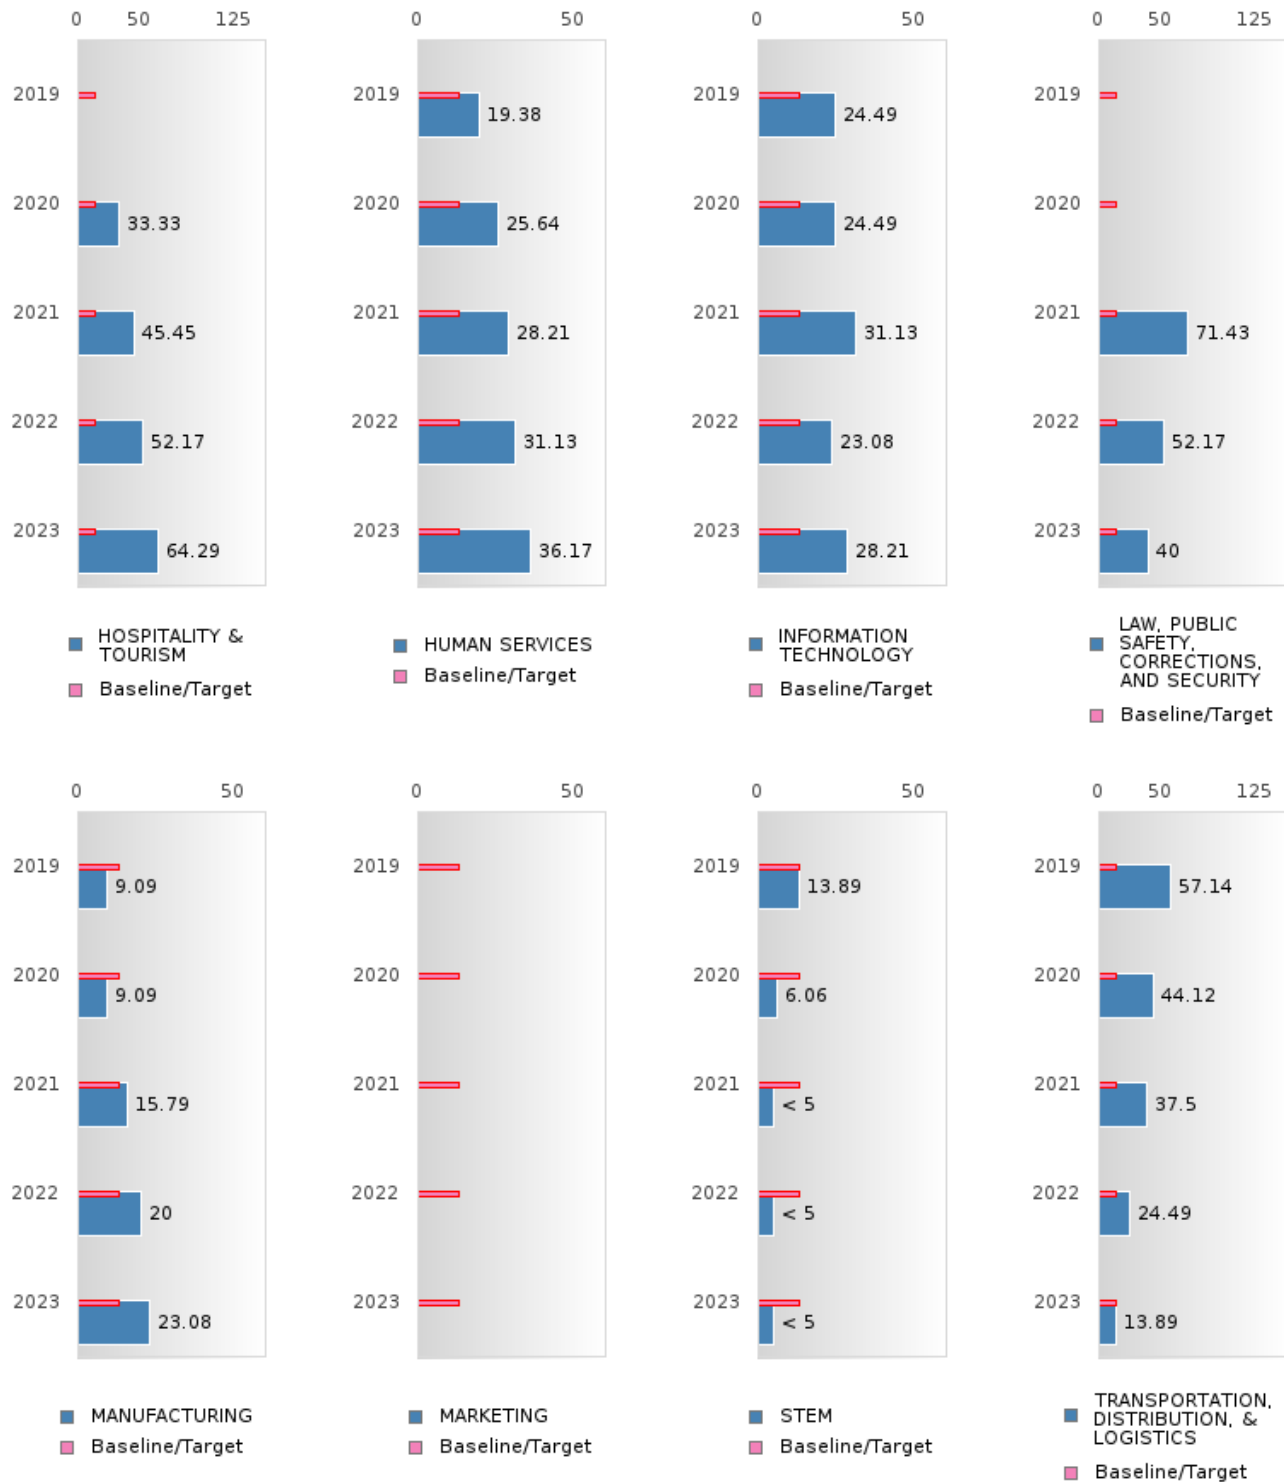 0 50 125
2019
2020
33.33
2021
45.45
2022
52.17
2023
64.29
HOSPITALITY &
TOURISM
Baseline/Target
0 50
2019
19.38
2020
25.64
2021
28.21
2022
31.13
2023
36.17
HUMAN SERVICES
Baseline/Target
0 50
2019
24.49
2020
24.49
2021
31.13
2022
23.08
2023
28.21
INFORMATION
TECHNOLOGY
Baseline/Target
0 50 125
2019
2020
2021
71.43
2022
52.17
2023
40
LAW, PUBLIC
SAFETY,
CORRECTIONS,
AND SECURITY
Baseline/Target
0 50
2019
9.09
2020
9.09
2021
15.79
2022
20
2023
23.08
MANUFACTURING
Baseline/Target
0 50
2019
2020
2021
2022
2023
MARKETING
Baseline/Target
0 50
2019
13.89
2020
6.06
2021
< 5
2022
< 5
2023
< 5
STEM
Baseline/Target
0 50 125
2019
57.14
2020
44.12
2021
37.5
2022
24.49
2023
13.89
TRANSPORTATION,
DISTRIBUTION, &
LOGISTICS
Baseline/Target